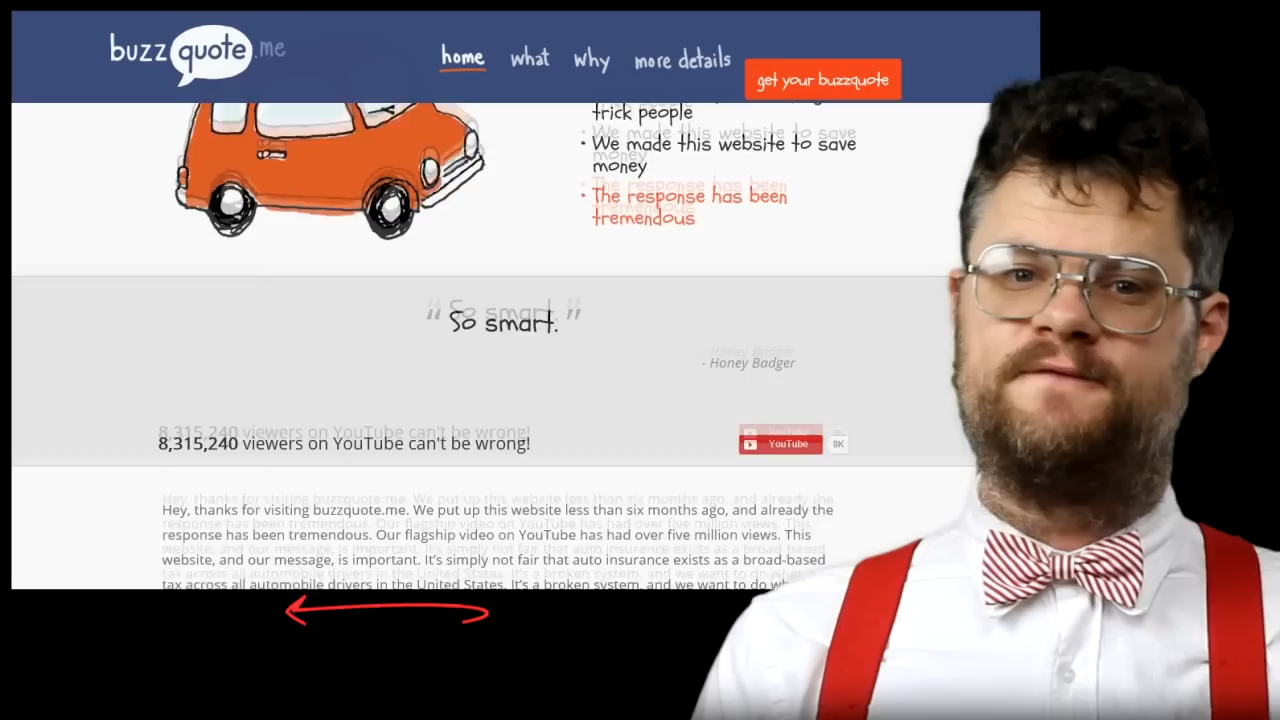 buzzquote.me
home what why more details
get your buzzquote
trick people
• We made this website to save
money
• The response has been
tremendous
" So smart. "
- Honey Badger
8,315,240 viewers on YouTube can't be wrong!
YouTube 8K
Hey, thanks for visiting buzzquote.me. We put up this website less than six months ago, and already the
response has been tremendous. Our flagship video on YouTube has had over five million views. This
website, and our message, is important. It's simply not fair that auto insurance exists as a broad-based
tax across all automobile drivers in the United States. It's a broken system, and we want to do